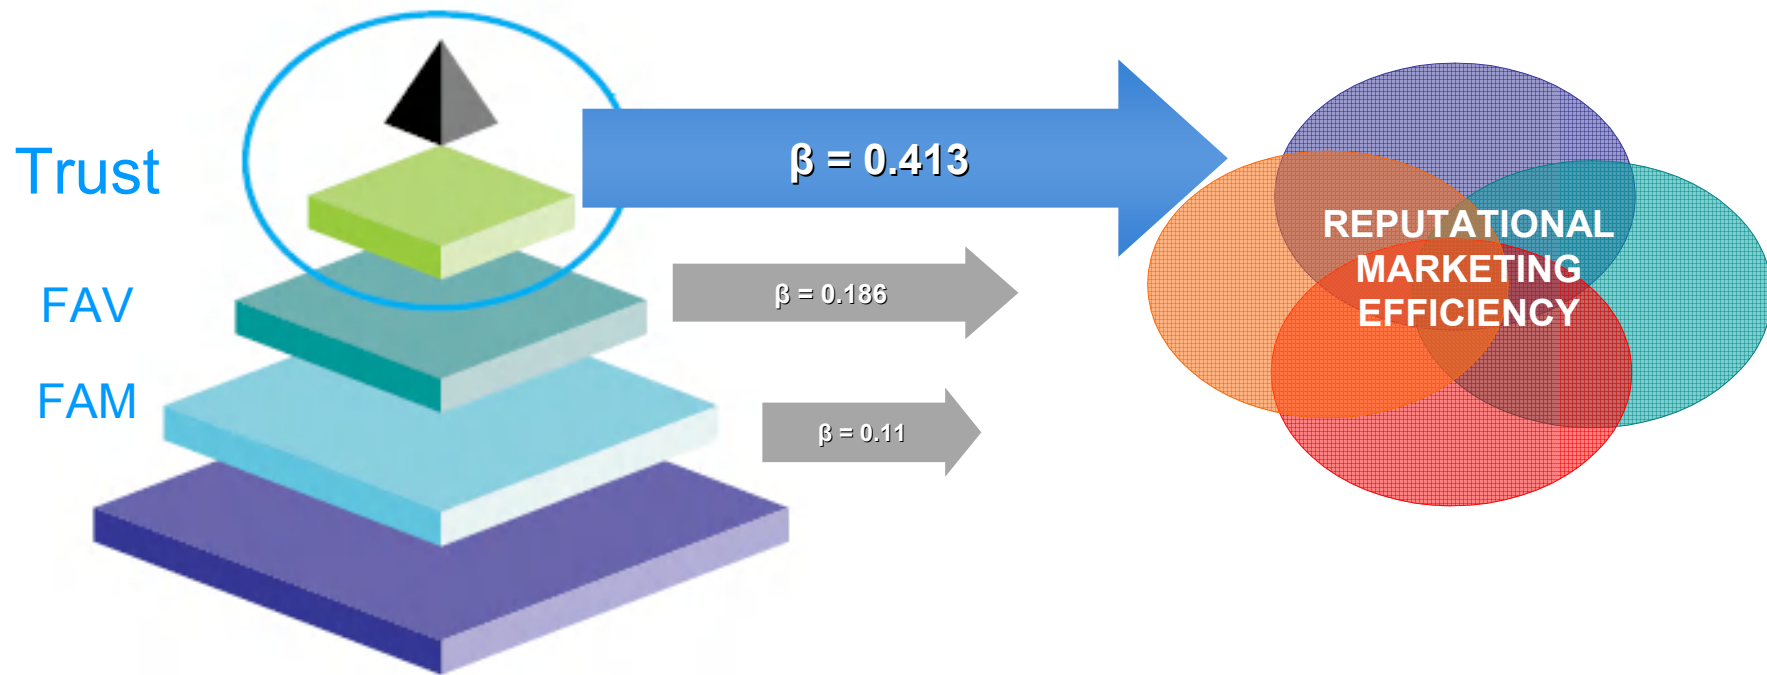 Trust
β = 0.413
FAV
β = 0.186
FAM
β = 0.11
REPUTATIONAL
MARKETING
EFFICIENCY